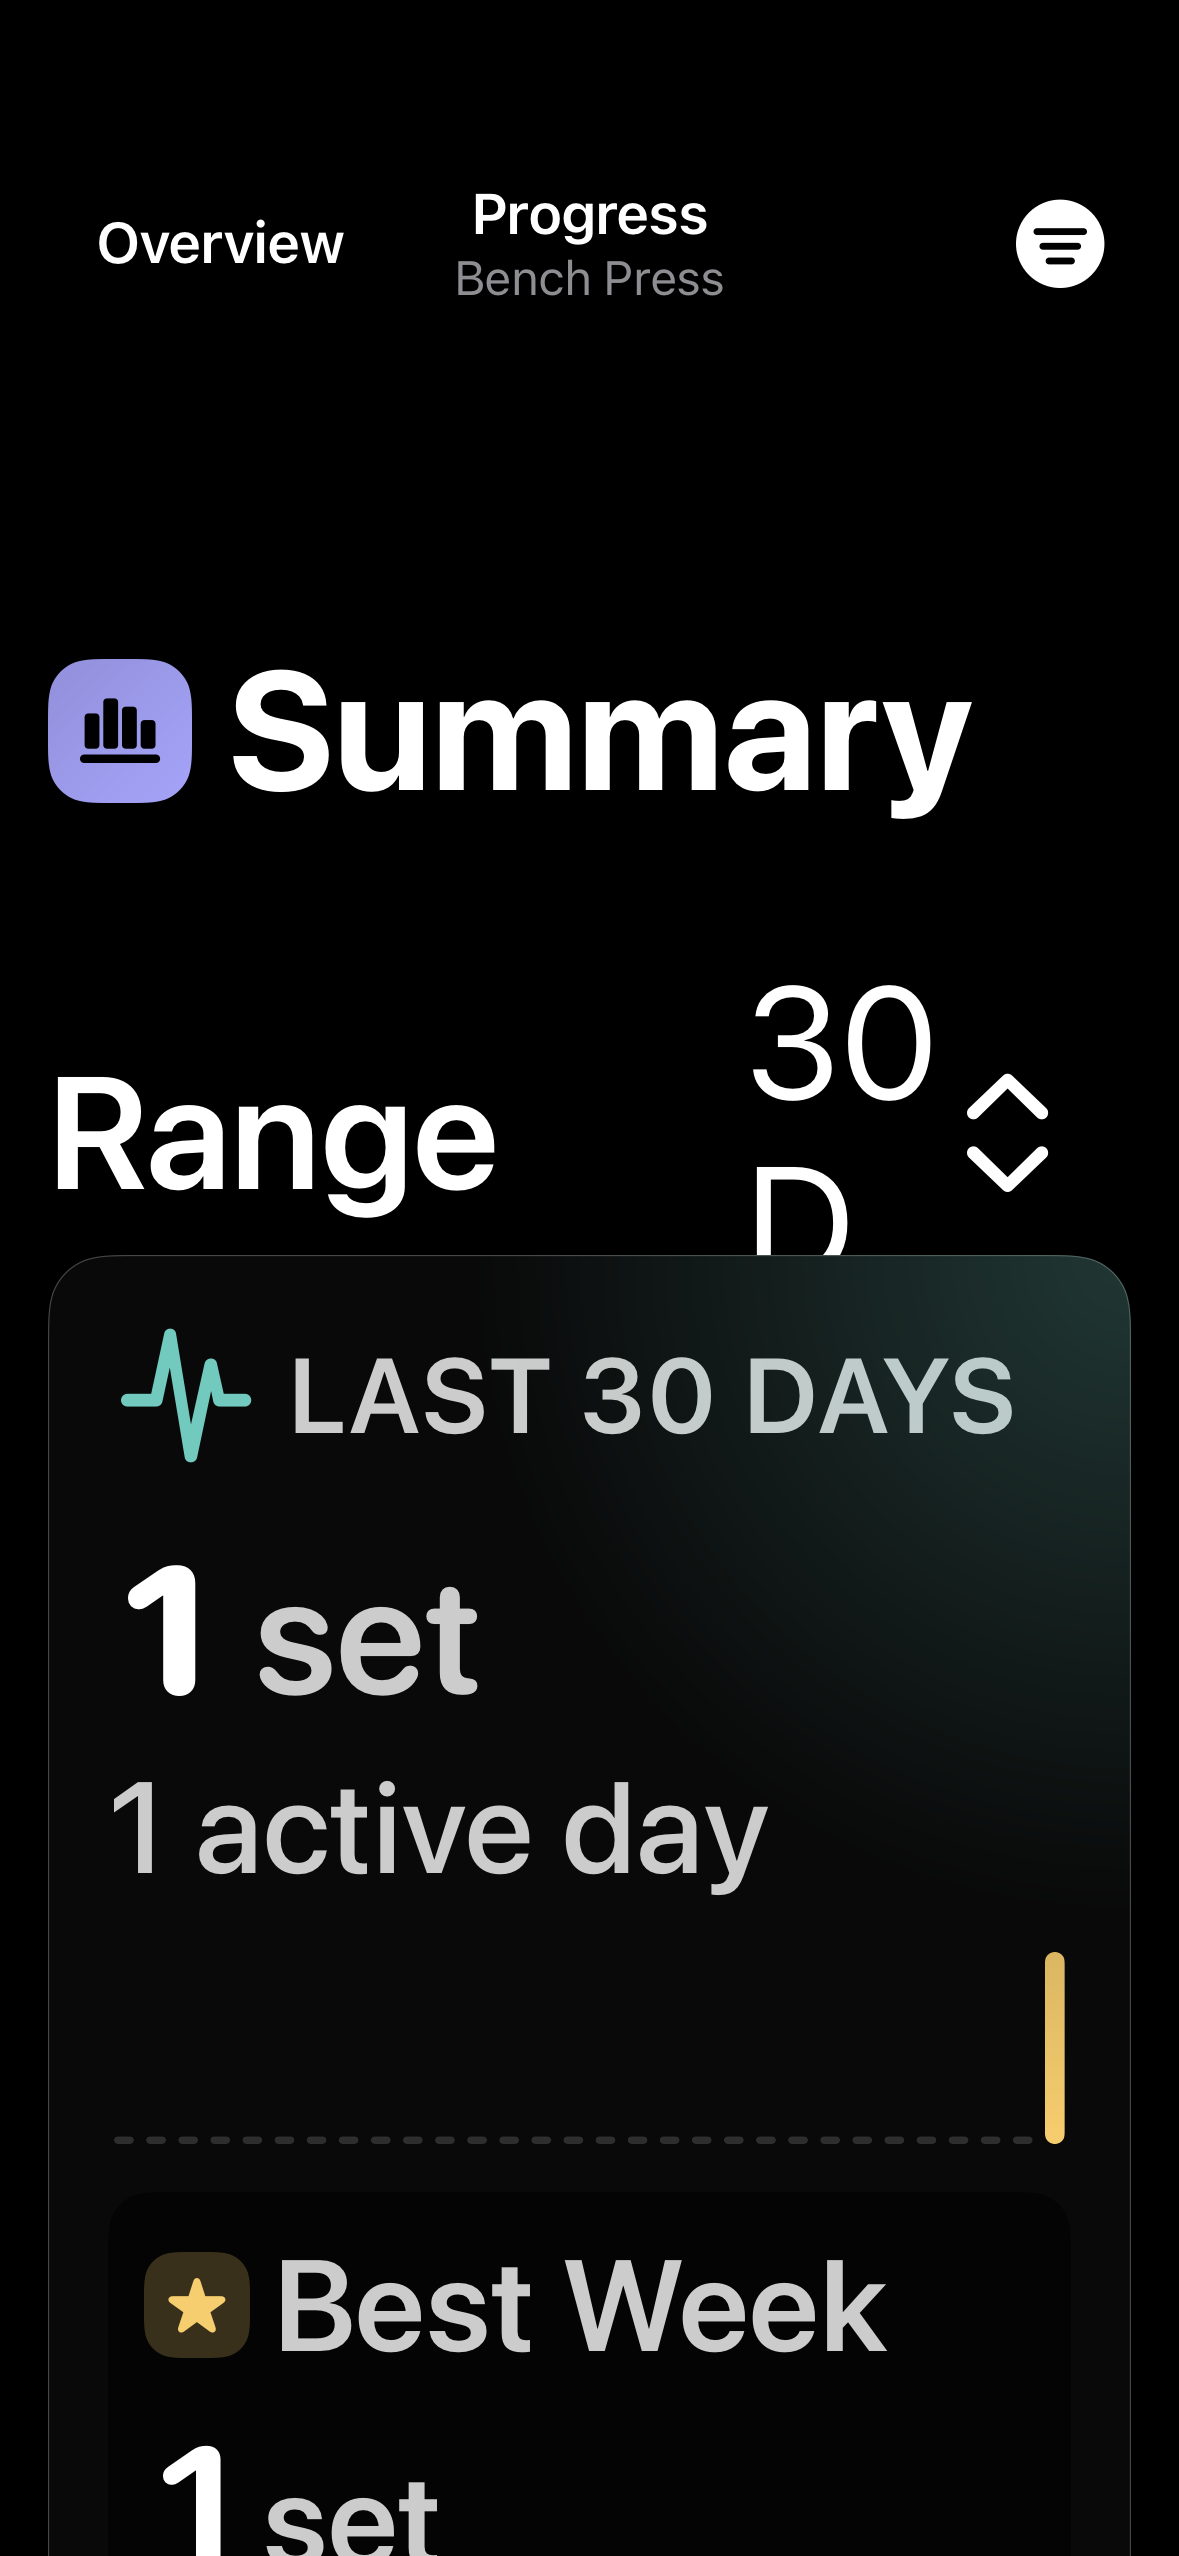 Overview
Progress
Bench Press
Summary
Range
30
D
LAST 30 DAYS
1 set
1 active day
Best Week
1 set